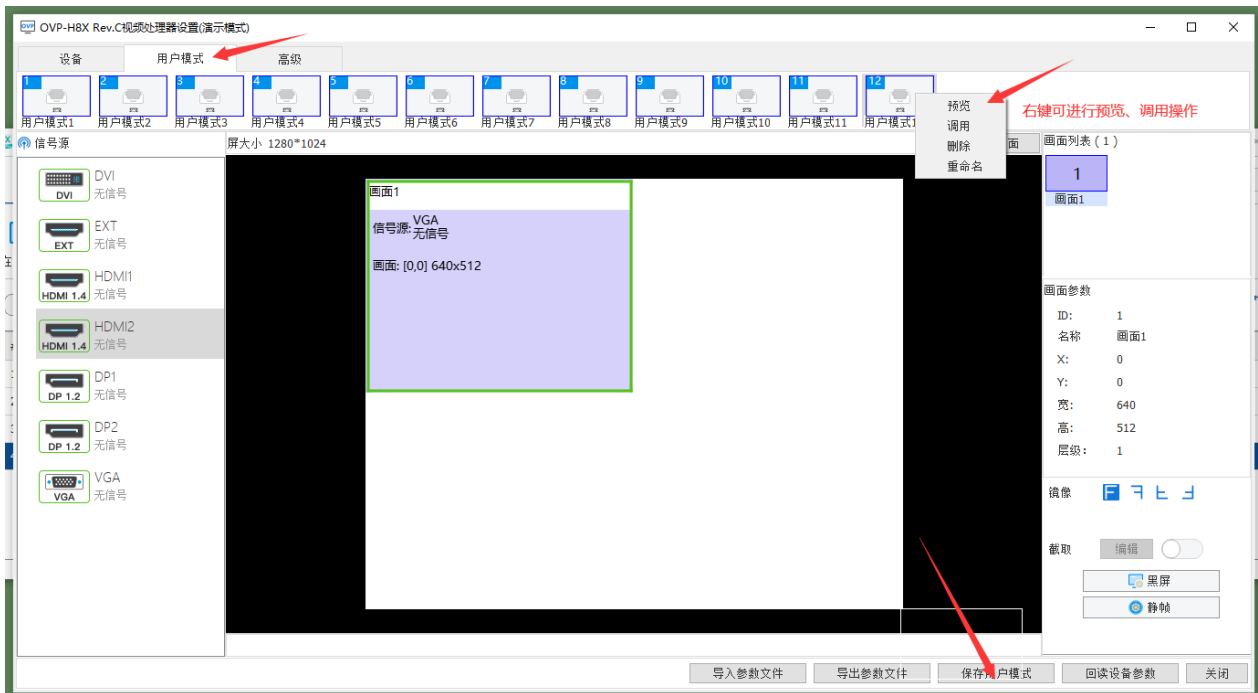 OVP-H8X Rev.C视频处理器设置(演示模式)
设备 用户模式 高级
1 2 3 4 5 6 7 8 9 10 11 12
用户模式1 用户模式2 用户模式3 用户模式4 用户模式5 用户模式6 用户模式7 用户模式8 用户模式9 用户模式10 用户模式11 用户模式1
预览
调用
删除
重命名
右键可进行预览、调用操作
信号源
屏大小 1280*1024
面
画面列表 ( 1 )
DVI
DVI
无信号
EXT
EXT
无信号
HDMI1
HDMI 1.4
无信号
HDMI2
HDMI 1.4
无信号
DP1
DP 1.2
无信号
DP2
DP 1.2
无信号
VGA
VGA
无信号
画面1
信号源: VGA
无信号
画面: [0,0] 640x512
1
画面1
画面参数
ID: 1
名称 画面1
X: 0
Y: 0
宽: 640
高: 512
层级: 1
镜像
截取 编辑
黑屏
静帧
导入参数文件 导出参数文件 保存用户模式 回读设备参数 关闭